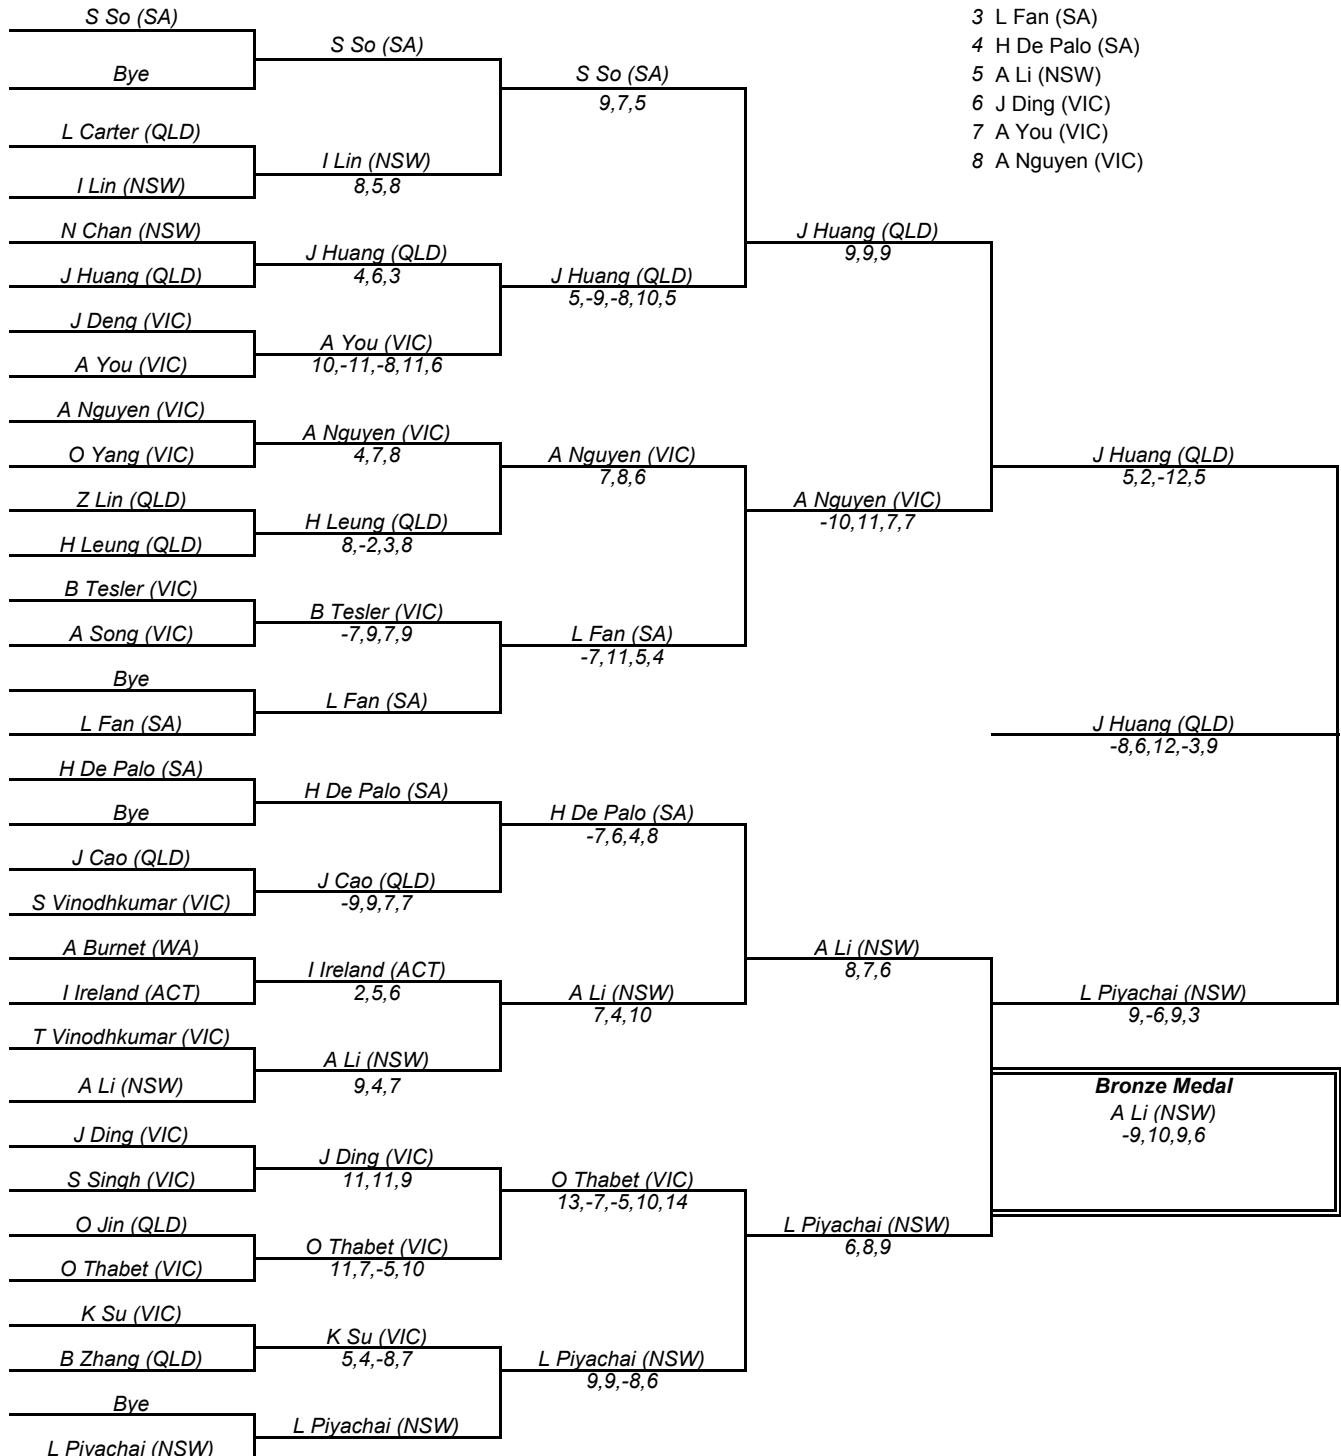 3 L Fan (SA)
4 H De Palo (SA)
5 A Li (NSW)
6 J Ding (VIC)
7 A You (VIC)
8 A Nguyen (VIC)
S So (SA)
Bye
L Carter (QLD)
I Lin (NSW)
N Chan (NSW)
J Huang (QLD)
J Deng (VIC)
A You (VIC)
A Nguyen (VIC)
O Yang (VIC)
Z Lin (QLD)
H Leung (QLD)
B Tesler (VIC)
A Song (VIC)
Bye
L Fan (SA)
H De Palo (SA)
Bye
J Cao (QLD)
S Vinodhkumar (VIC)
A Burnet (WA)
I Ireland (ACT)
T Vinodhkumar (VIC)
A Li (NSW)
J Ding (VIC)
S Singh (VIC)
O Jin (QLD)
O Thabet (VIC)
K Su (VIC)
B Zhang (QLD)
Bye
L Piyachai (NSW)
S So (SA)
I Lin (NSW)
8,5,8
J Huang (QLD)
4,6,3
A You (VIC)
10,-11,-8,11,6
A Nguyen (VIC)
4,7,8
H Leung (QLD)
8,-2,3,8
B Tesler (VIC)
-7,9,7,9
L Fan (SA)
H De Palo (SA)
J Cao (QLD)
-9,9,7,7
I Ireland (ACT)
2,5,6
A Li (NSW)
9,4,7
J Ding (VIC)
11,11,9
O Thabet (VIC)
11,7,-5,10
K Su (VIC)
5,4,-8,7
L Piyachai (NSW)
S So (SA)
9,7,5
J Huang (QLD)
5,-9,-8,10,5
A Nguyen (VIC)
7,8,6
L Fan (SA)
-7,11,5,4
H De Palo (SA)
-7,6,4,8
A Li (NSW)
7,4,10
O Thabet (VIC)
13,-7,-5,10,14
L Piyachai (NSW)
9,9,-8,6
J Huang (QLD)
9,9,9
A Nguyen (VIC)
-10,11,7,7
A Li (NSW)
8,7,6
L Piyachai (NSW)
6,8,9
J Huang (QLD)
5,2,-12,5
J Huang (QLD)
-8,6,12,-3,9
L Piyachai (NSW)
9,-6,9,3
Bronze Medal
A Li (NSW)
-9,10,9,6